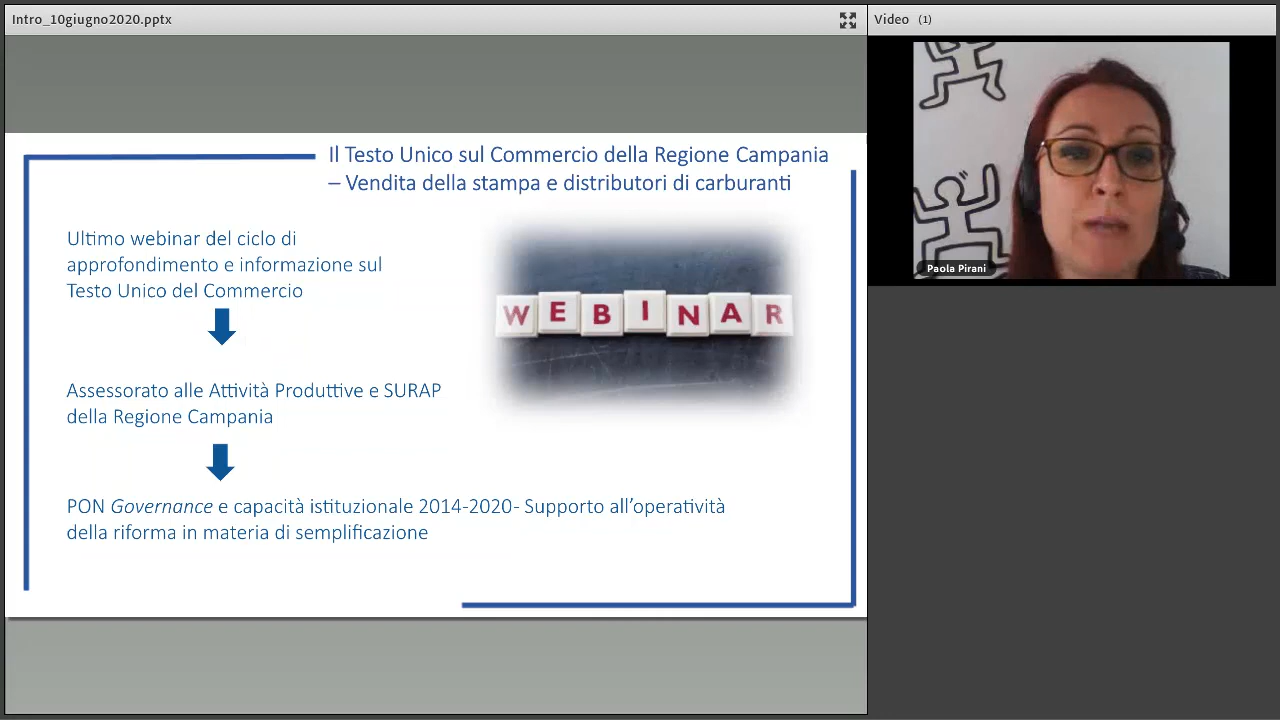 Intro_10giugno2020.pptx
Video (1)
Il Testo Unico sul Commercio della Regione Campania
– Vendita della stampa e distributori di carburanti
Ultimo webinar del ciclo di
approfondimento e informazione sul
Testo Unico del Commercio
WEBINAR
Assessorato alle Attività Produttive e SURAP
della Regione Campania
PON Governance e capacità istituzionale 2014-2020- Supporto all’operatività
della riforma in materia di semplificazione
Paola Pirani